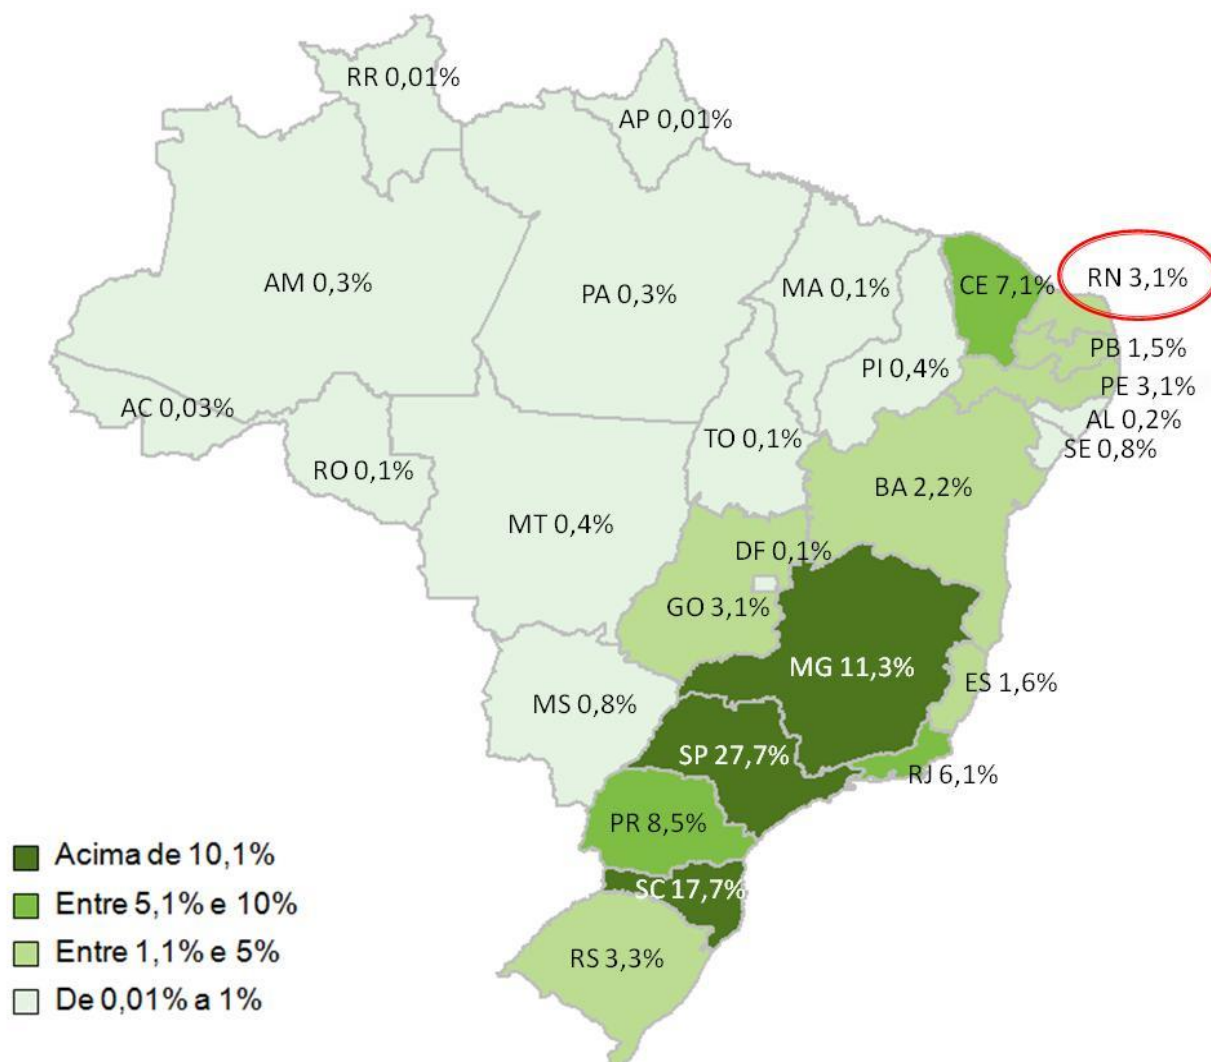 RR 0,01%
AP 0,01%
AM 0,3%
PA 0,3%
MA 0,1%
CE 7,1%
RN 3,1%
PB 1,5%
PI 0,4%
PE 3,1%
AC 0,03%
AL 0,2%
TO 0,1%
SE 0,8%
RO 0,1%
BA 2,2%
MT 0,4%
DF 0,1%
GO 3,1%
MG 11,3%
ES 1,6%
MS 0,8%
SP 27,7%
RJ 6,1%
PR 8,5%
SC 17,7%
RS 3,3%
Acima de 10,1%
Entre 5,1% e 10%
Entre 1,1% e 5%
De 0,01% a 1%